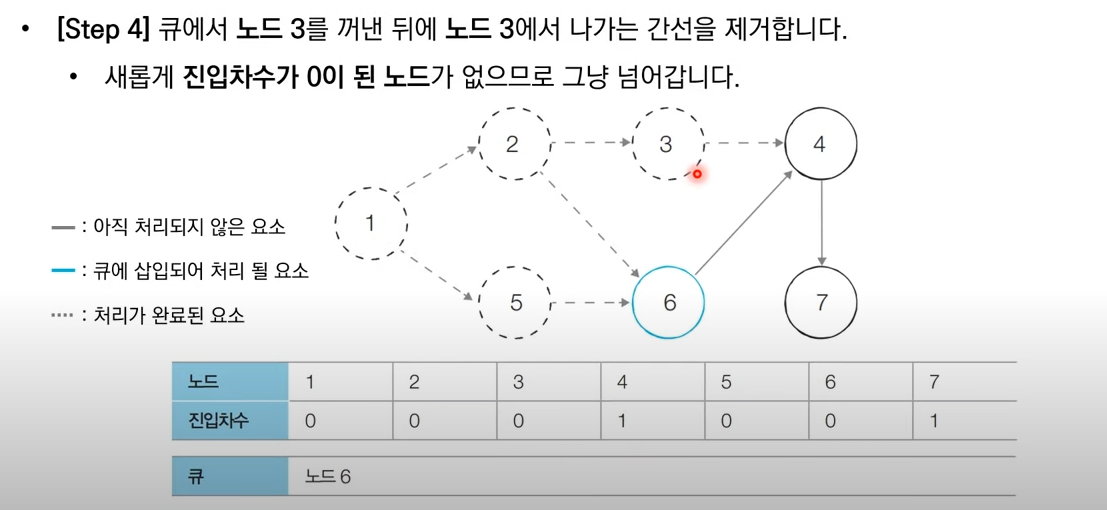 • [Step 4] 큐에서 노드 3를 꺼낸 뒤에 노드 3에서 나가는 간선을 제거합니다.
• 새롭게 진입차수가 0이 된 노드가 없으므로 그냥 넘어갑니다.
2 3 4
1
: 아직 처리되지 않은 요소
: 큐에 삽입되어 처리 될 요소
5 6 7
: 처리가 완료된 요소
노드 1 2 3 4 5 6 7
진입차수 0 0 0 1 0 0 1
큐 노드 6